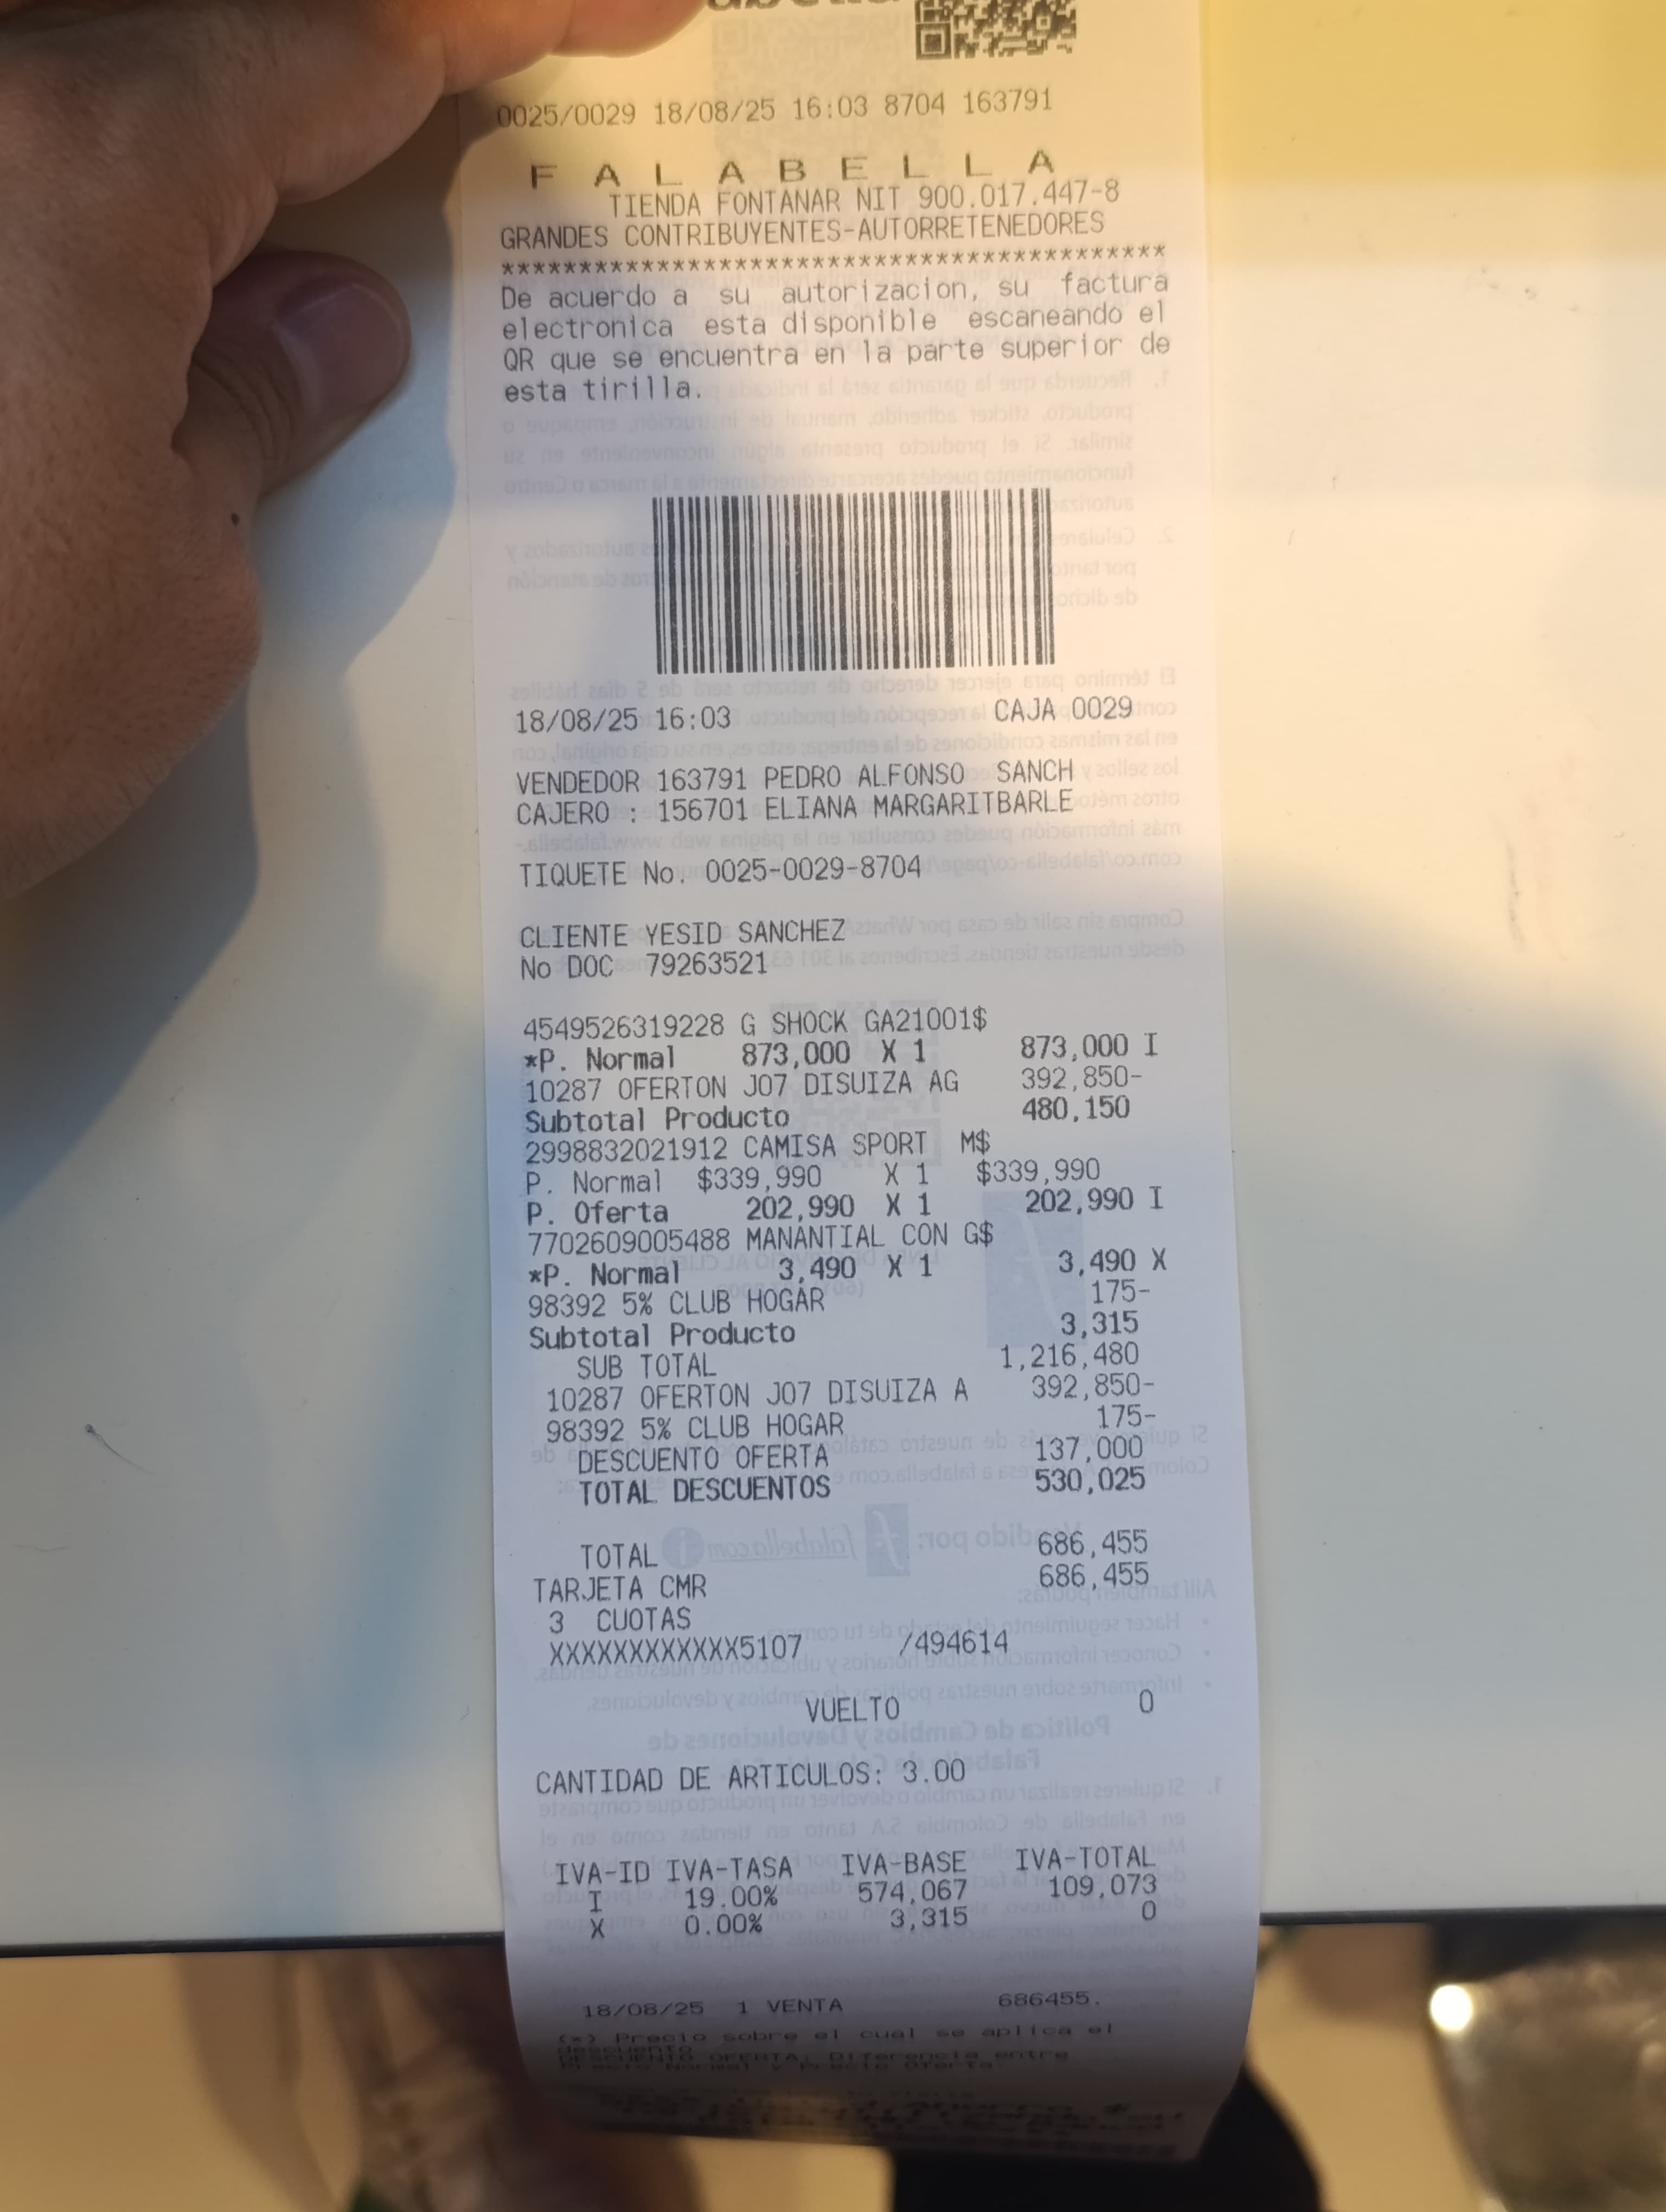 0025/0029 18/08/25 16:03 8704 163791
F A L A B E L L A
TIENDA FONTANAR NIT 900.017.447-8
GRANDES CONTRIBUYENTES-AUTORRETENEDORES
*******************************************
De acuerdo a su autorizacion, su factura
electronica esta disponible escaneando el
QR que se encuentra en la parte superior de
esta tirilla.
18/08/25 16:03 CAJA 0029
VENDEDOR 163791 PEDRO ALFONSO SANCH
CAJERO : 156701 ELIANA MARGARITBARLE
TIQUETE No. 0025-0029-8704
CLIENTE YESID SANCHEZ
No DOC 79263521
4549526319228 G SHOCK GA21001$
*P. Normal 873,000 X 1 873,000 I
10287 OFERTON J07 DISUIZA AG 392,850-
Subtotal Producto 480,150
2998832021912 CAMISA SPORT M$
P. Normal $339,990 X 1 $339,990
P. Oferta 202,990 X 1 202,990 I
7702609005488 MANANTIAL CON G$
*P. Normal 3,490 X 1 3,490 X
98392 5% CLUB HOGAR 175-
Subtotal Producto 3,315
SUB TOTAL 1,216,480
10287 OFERTON J07 DISUIZA A 392,850-
98392 5% CLUB HOGAR 175-
DESCUENTO OFERTA 137,000
TOTAL DESCUENTOS 530,025
TOTAL 686,455
TARJETA CMR 686,455
3 CUOTAS
XXXXXXXXXXXX5107 /494614
VUELTO 0
CANTIDAD DE ARTICULOS: 3.00
IVA-ID IVA-TASA IVA-BASE IVA-TOTAL
I 19.00% 574,067 109,073
X 0.00% 3,315 0
18/08/25 1 VENTA 686455.
(*) Precio sobre el cual se aplica el
descuento
DESCUENTO OFERTA: Diferencia entre
Precio Normal y Precio Oferta